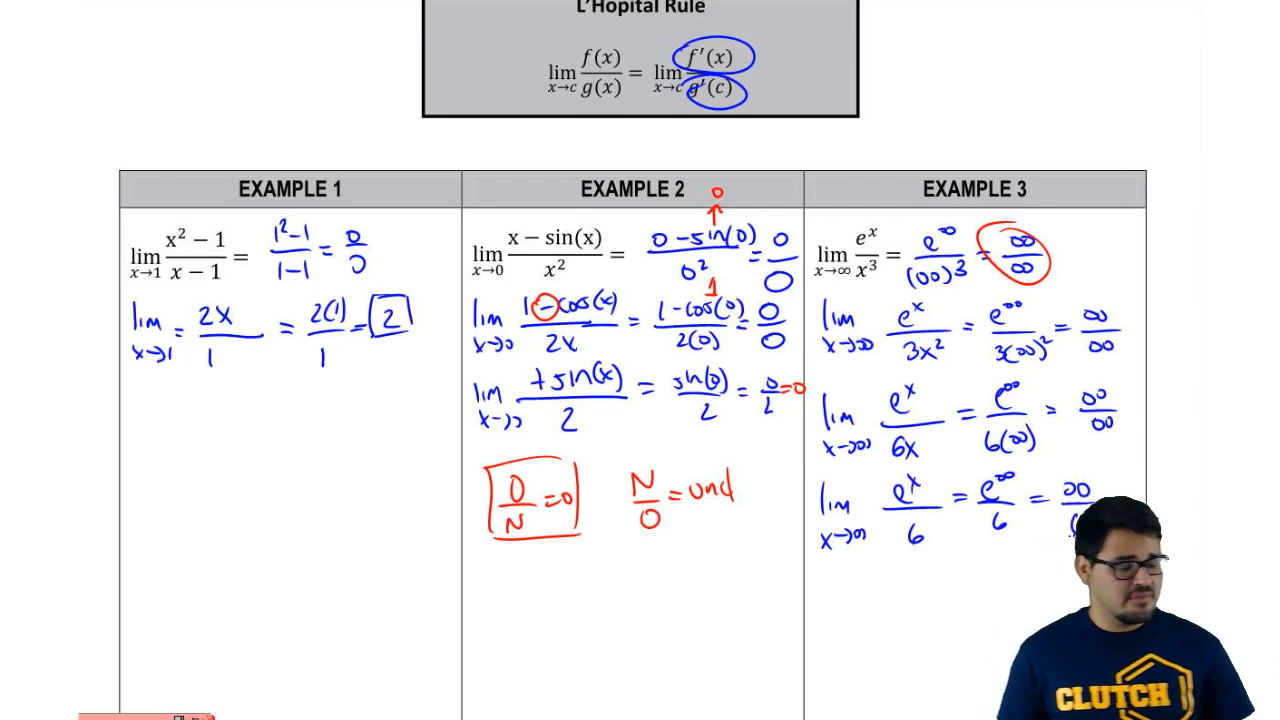 L'Hopital Rule
lim x→c f(x)/g(x) = lim x→c f′(x)/g′(c)
EXAMPLE 1
lim x→1 x² − 1/x − 1 = 1²-1/1-1 = 0/0
lim x→1 = 2x/1 = 2(1)/1 = 2
EXAMPLE 2
0
lim x→0 x − sin(x)/x² = 0-sin(0)/0² = 0/0
1
lim x→0 1-cos(x)/2x = 1-cos(0)/2(0) = 0/0
lim x→0 +sin(x)/2 = sin(0)/2 = 0/2 = 0
0/N = 0 N/0 = und
EXAMPLE 3
lim x→∞ eˣ/x³ = e^∞/(∞)³ = ∞/∞
lim x→∞ eˣ/3x² = e^∞/3(∞)² = ∞/∞
lim x→∞ eˣ/6x = e^∞/6(∞) = ∞/∞
lim x→∞ eˣ/6 = e^∞/6 = ∞/
CLUTCH